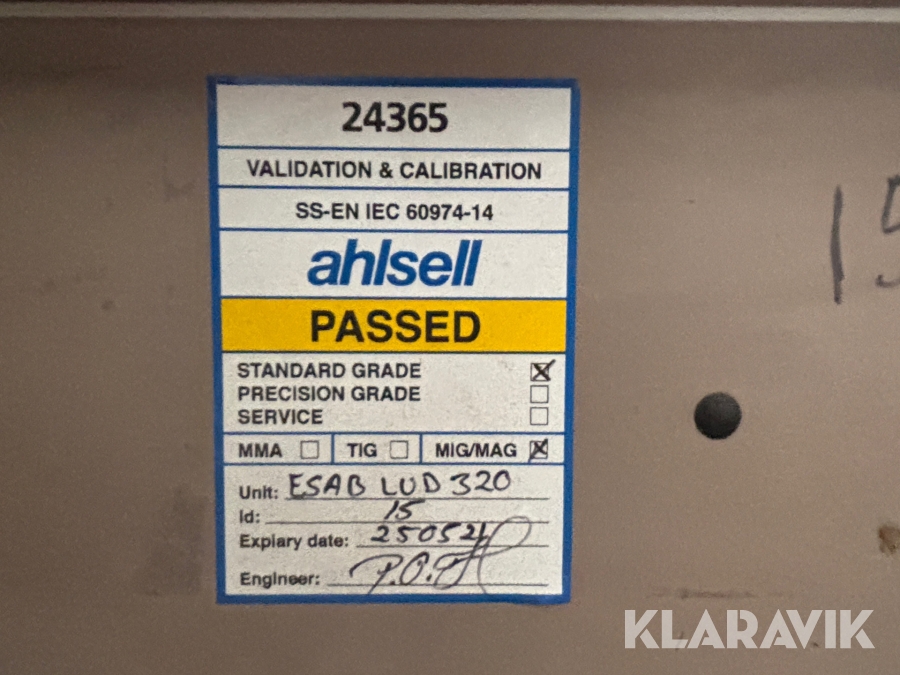 24365
VALIDATION & CALIBRATION
SS-EN IEC 60974-14
ahlsell
PASSED
STANDARD GRADE
PRECISION GRADE
SERVICE
MMA TIG MIG/MAG
Unit: ESAB LUD 320
Id: 15
Expiary date: 250521
Engineer:
15
KLARAVIK